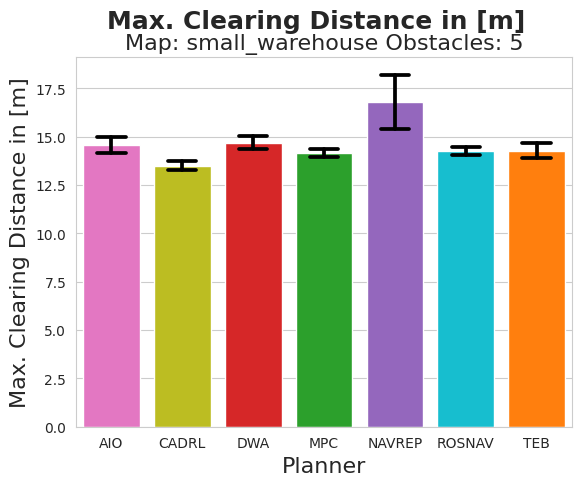 Max. Clearing Distance in [m]
Map: small_warehouse Obstacles: 5
Max. Clearing Distance in [m]
17.5
15.0
12.5
10.0
7.5
5.0
2.5
0.0
AIO CADRL DWA MPC NAVREP ROSNAV TEB
Planner